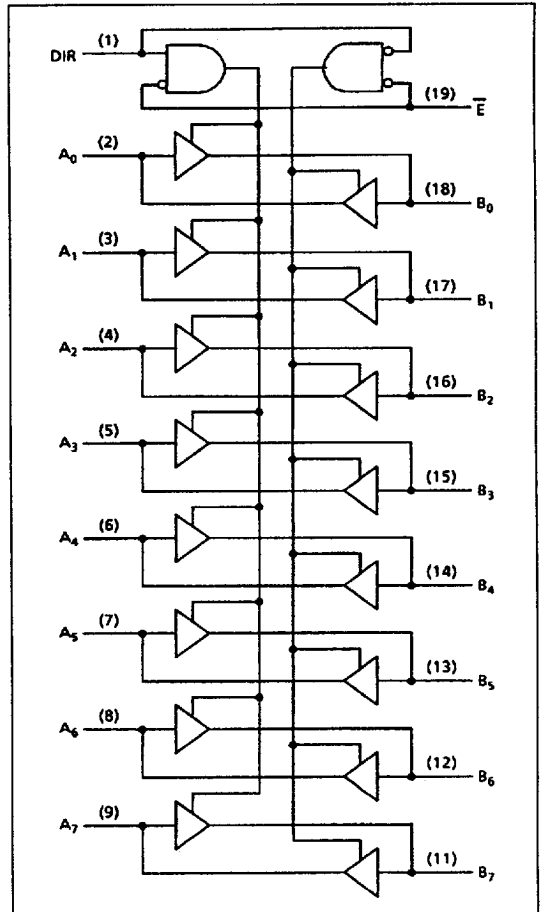 DIR (1)
(19) E̅
A₀ (2)
(18) B₀
A₁ (3)
(17) B₁
A₂ (4)
(16) B₂
A₃ (5)
(15) B₃
A₄ (6)
(14) B₄
A₅ (7)
(13) B₅
A₆ (8)
(12) B₆
A₇ (9)
(11) B₇